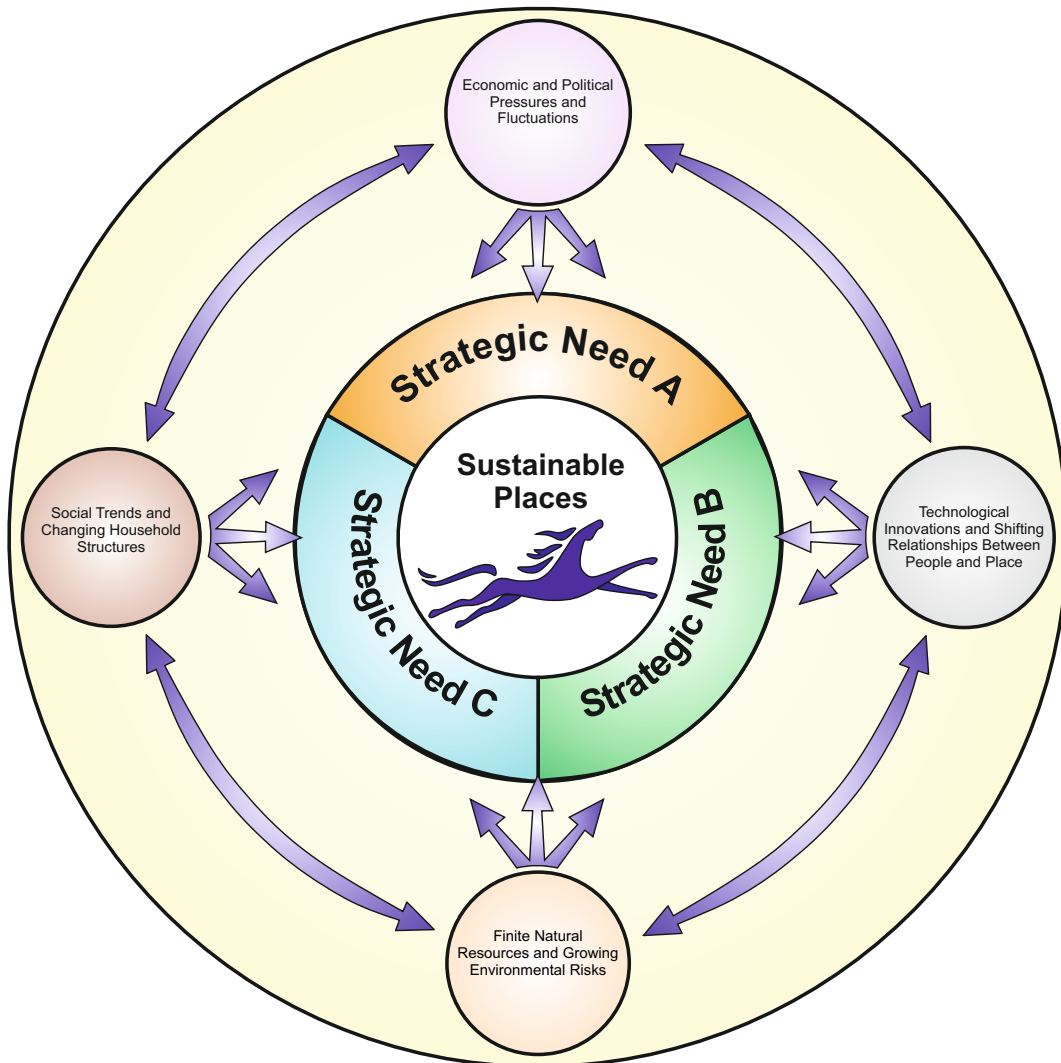 Economic and Political
Pressures and
Fluctuations
Strategic Need A
Sustainable
Places
Strategic Need B
Strategic Need C
Social Trends and
Changing Household
Structures
Technological
Innovations and Shifting
Relationships Between
People and Place
Finite Natural
Resources and Growing
Environmental Risks